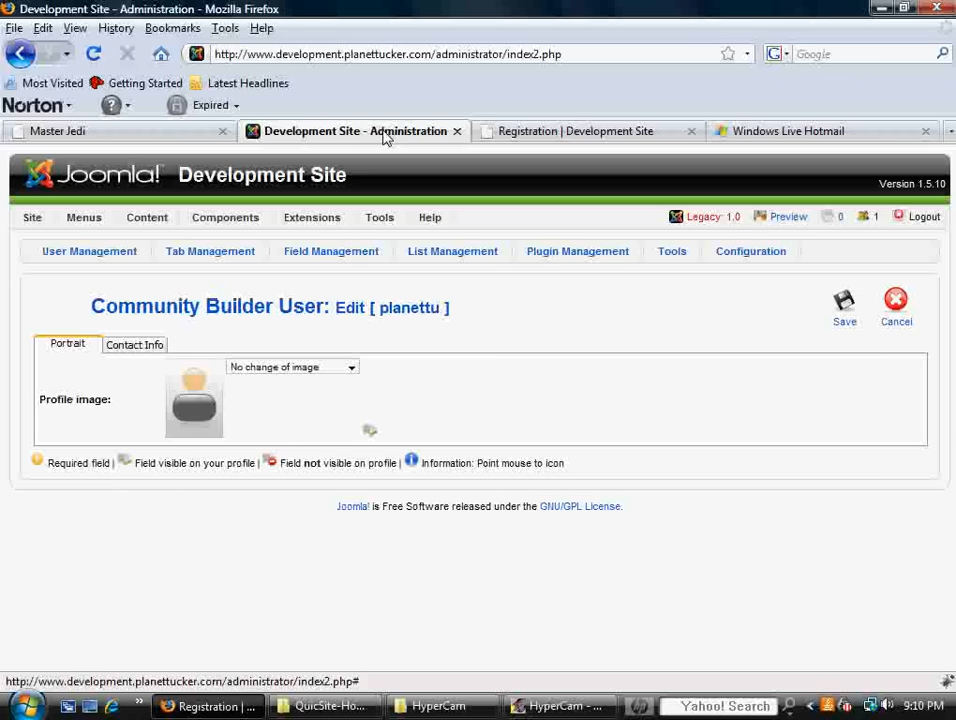 Development Site - Administration - Mozilla Firefox
File Edit View History Bookmarks Tools Help
http://www.development.planettucker.com/administrator/index2.php
G Google
Most Visited Getting Started Latest Headlines
Norton ? Expired
Master Jedi Development Site - Administration Registration | Development Site Windows Live Hotmail
Joomla! Development Site
Version 1.5.10
Site Menus Content Components Extensions Tools Help Legacy: 1.0 Preview 0 1 Logout
User Management Tab Management Field Management List Management Plugin Management Tools Configuration
Community Builder User: Edit [ planettu ]
Save Cancel
Portrait Contact Info
No change of image
Profile image:
Required field | Field visible on your profile | Field not visible on profile | Information: Point mouse to icon
Joomla! is Free Software released under the GNU/GPL License.
http://www.development.planettucker.com/administrator/index2.php#
» Registration | ... QuicSite-Ho... HyperCam HyperCam - ... Yahoo! Search 9:10 PM